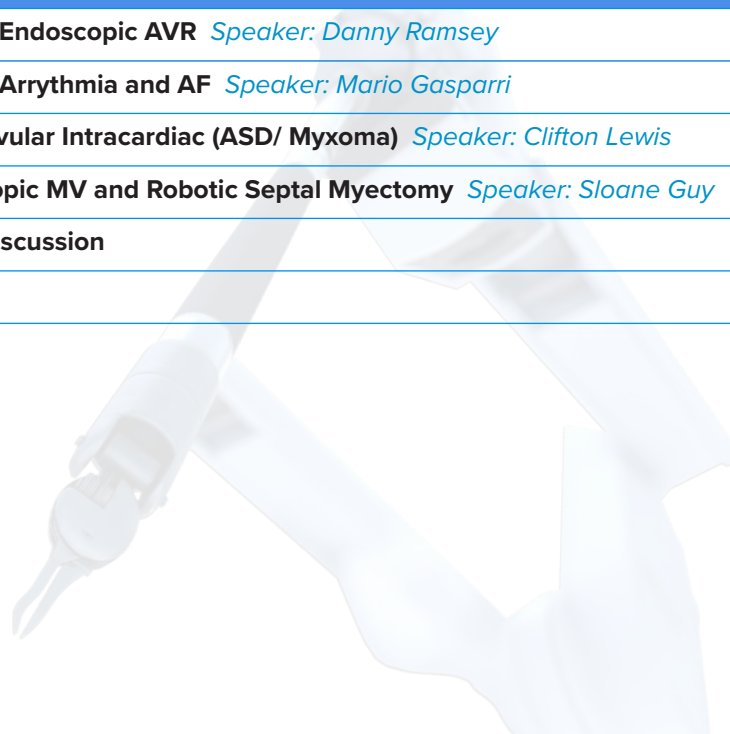 Endoscopic AVR Speaker: Danny Ramsey
Arrythmia and AF Speaker: Mario Gasparri
vular Intracardiac (ASD/ Myxoma) Speaker: Clifton Lewis
opic MV and Robotic Septal Myectomy Speaker: Sloane Guy
scussion